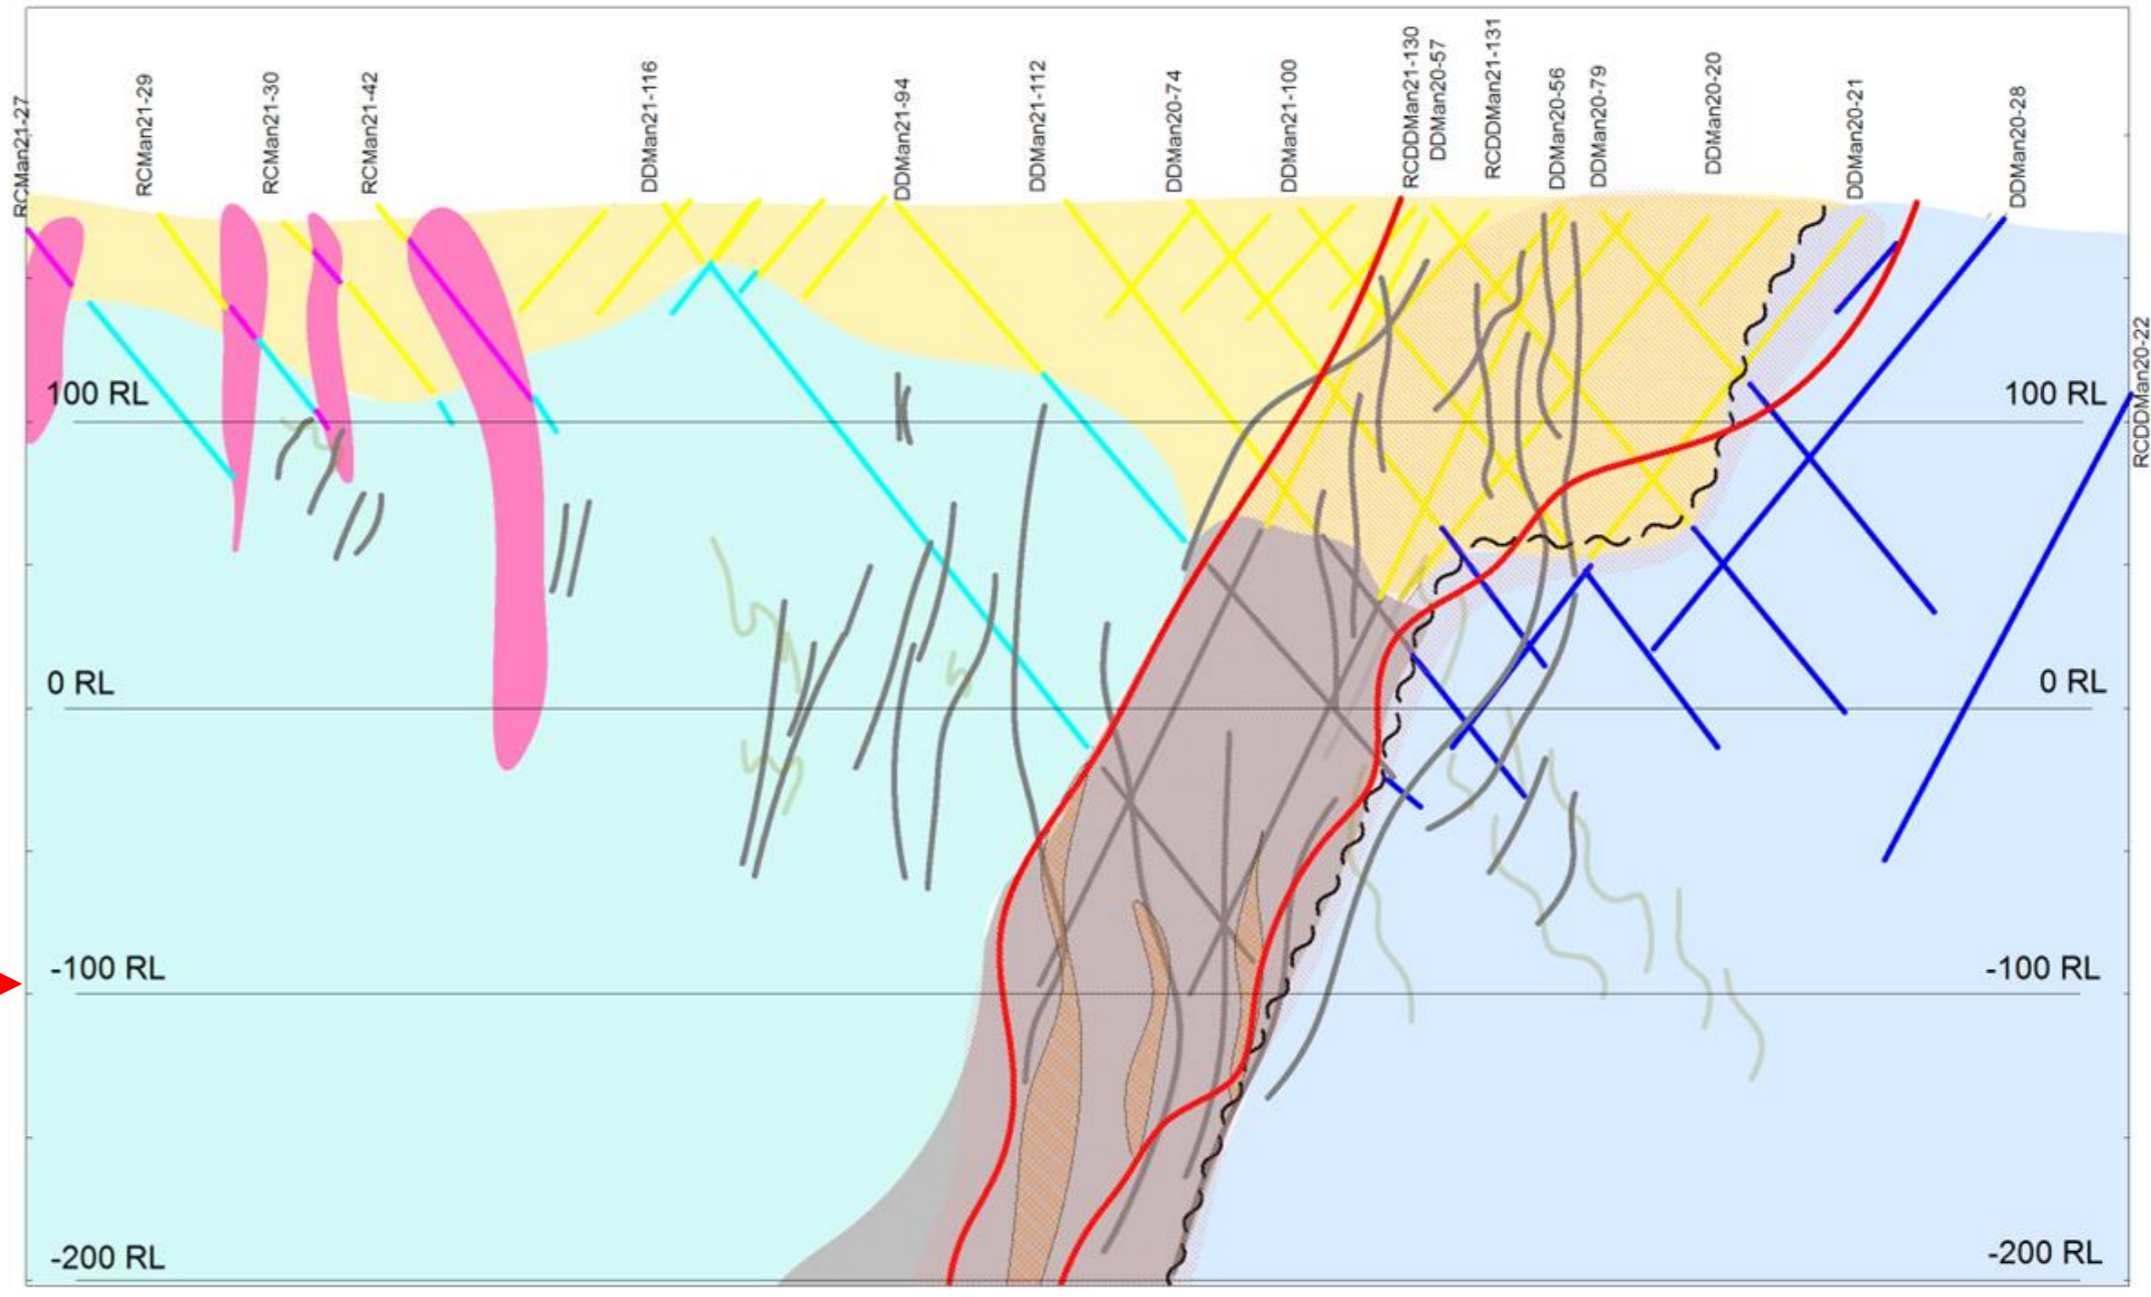 RCMan21-27
RCMan21-29
RCMan21-30
RCMan21-42
DDMan21-116
DDMan21-94
DDMan21-112
DDMan20-74
DDMan21-100
RCDDMan21-130
DDMan20-57
RCDDMan21-131
DDMan20-56
DDMan20-79
DDMan20-20
DDMan20-21
DDMan20-28
RCDDMan20-22
100 RL
100 RL
0 RL
0 RL
-100 RL
-100 RL
-200 RL
-200 RL